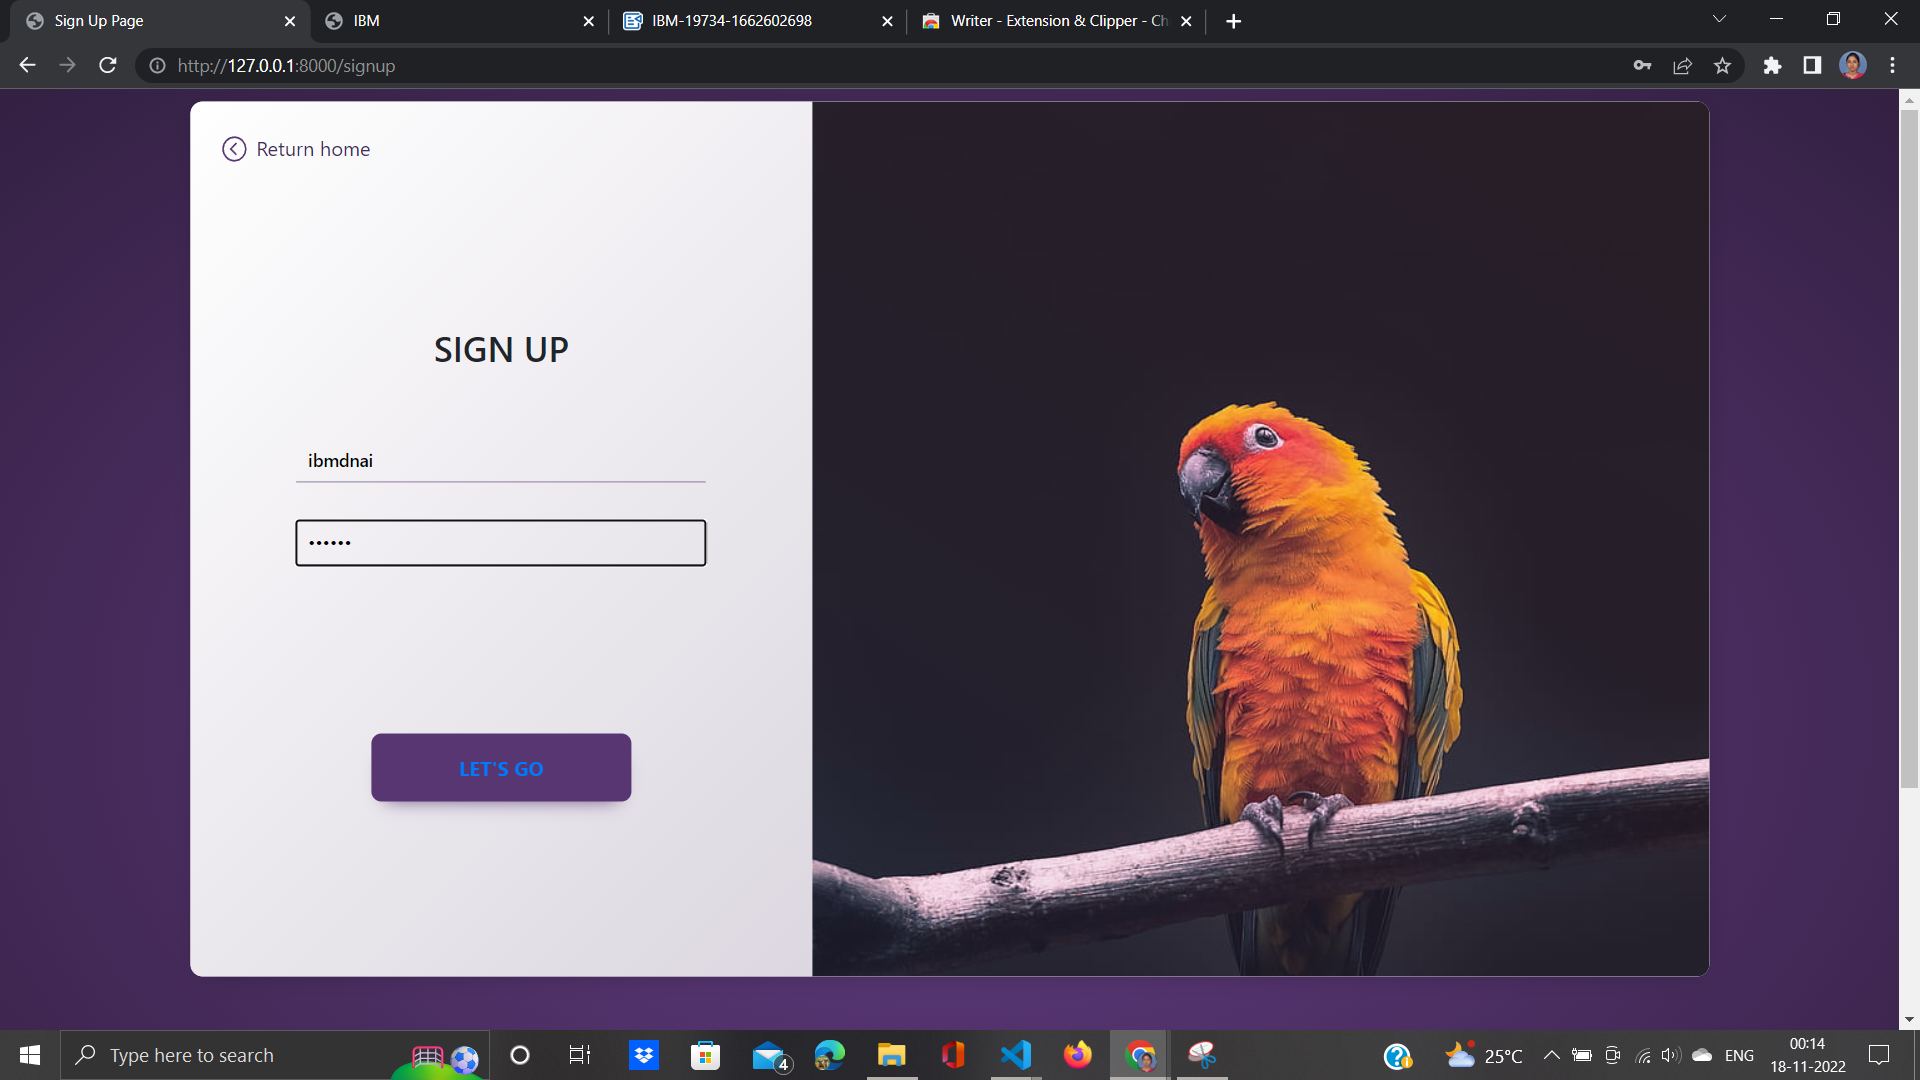 Sign Up Page
IBM
IBM-19734-1662602698
Writer - Extension & Clipper - Ch
http://127.0.0.1:8000/signup
Return home
SIGN UP
ibmdnai
••••••
LET'S GO
Type here to search
4
25°C
ENG
00:14
18-11-2022